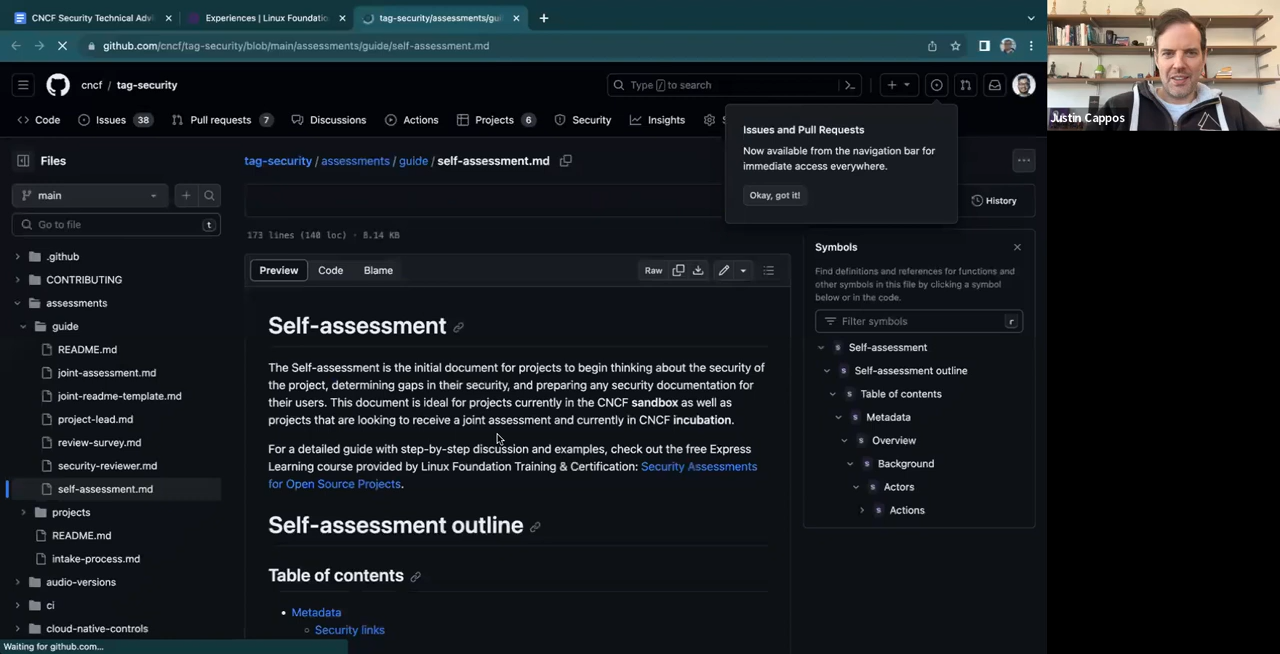 CNCF Security Technical Advi
Experiences | Linux Foundatio
tag-security/assessments/gui
github.com/cncf/tag-security/blob/main/assessments/guide/self-assessment.md
cncf / tag-security
Type / to search
Code
Issues 38
Pull requests 7
Discussions
Actions
Projects 6
Security
Insights
Issues and Pull Requests
Now available from the navigation bar for
immediate access everywhere.
Okay, got it!
Justin Cappos
Files
tag-security / assessments / guide / self-assessment.md
main
History
Go to file
t
173 lines (140 loc) · 8.14 KB
Preview
Code
Blame
Raw
.github
CONTRIBUTING
assessments
guide
README.md
joint-assessment.md
joint-readme-template.md
project-lead.md
review-survey.md
security-reviewer.md
self-assessment.md
projects
README.md
intake-process.md
audio-versions
ci
cloud-native-controls
Waiting for github.com...
Self-assessment
The Self-assessment is the initial document for projects to begin thinking about the security of
the project, determining gaps in their security, and preparing any security documentation for
their users. This document is ideal for projects currently in the CNCF sandbox as well as
projects that are looking to receive a joint assessment and currently in CNCF incubation.
For a detailed guide with step-by-step discussion and examples, check out the free Express
Learning course provided by Linux Foundation Training & Certification: Security Assessments
for Open Source Projects.
Self-assessment outline
Table of contents
Metadata
Security links
Symbols
Find definitions and references for functions and
other symbols in this file by clicking a symbol
below or in the code.
Filter symbols
r
Self-assessment
Self-assessment outline
Table of contents
Metadata
Overview
Background
Actors
Actions